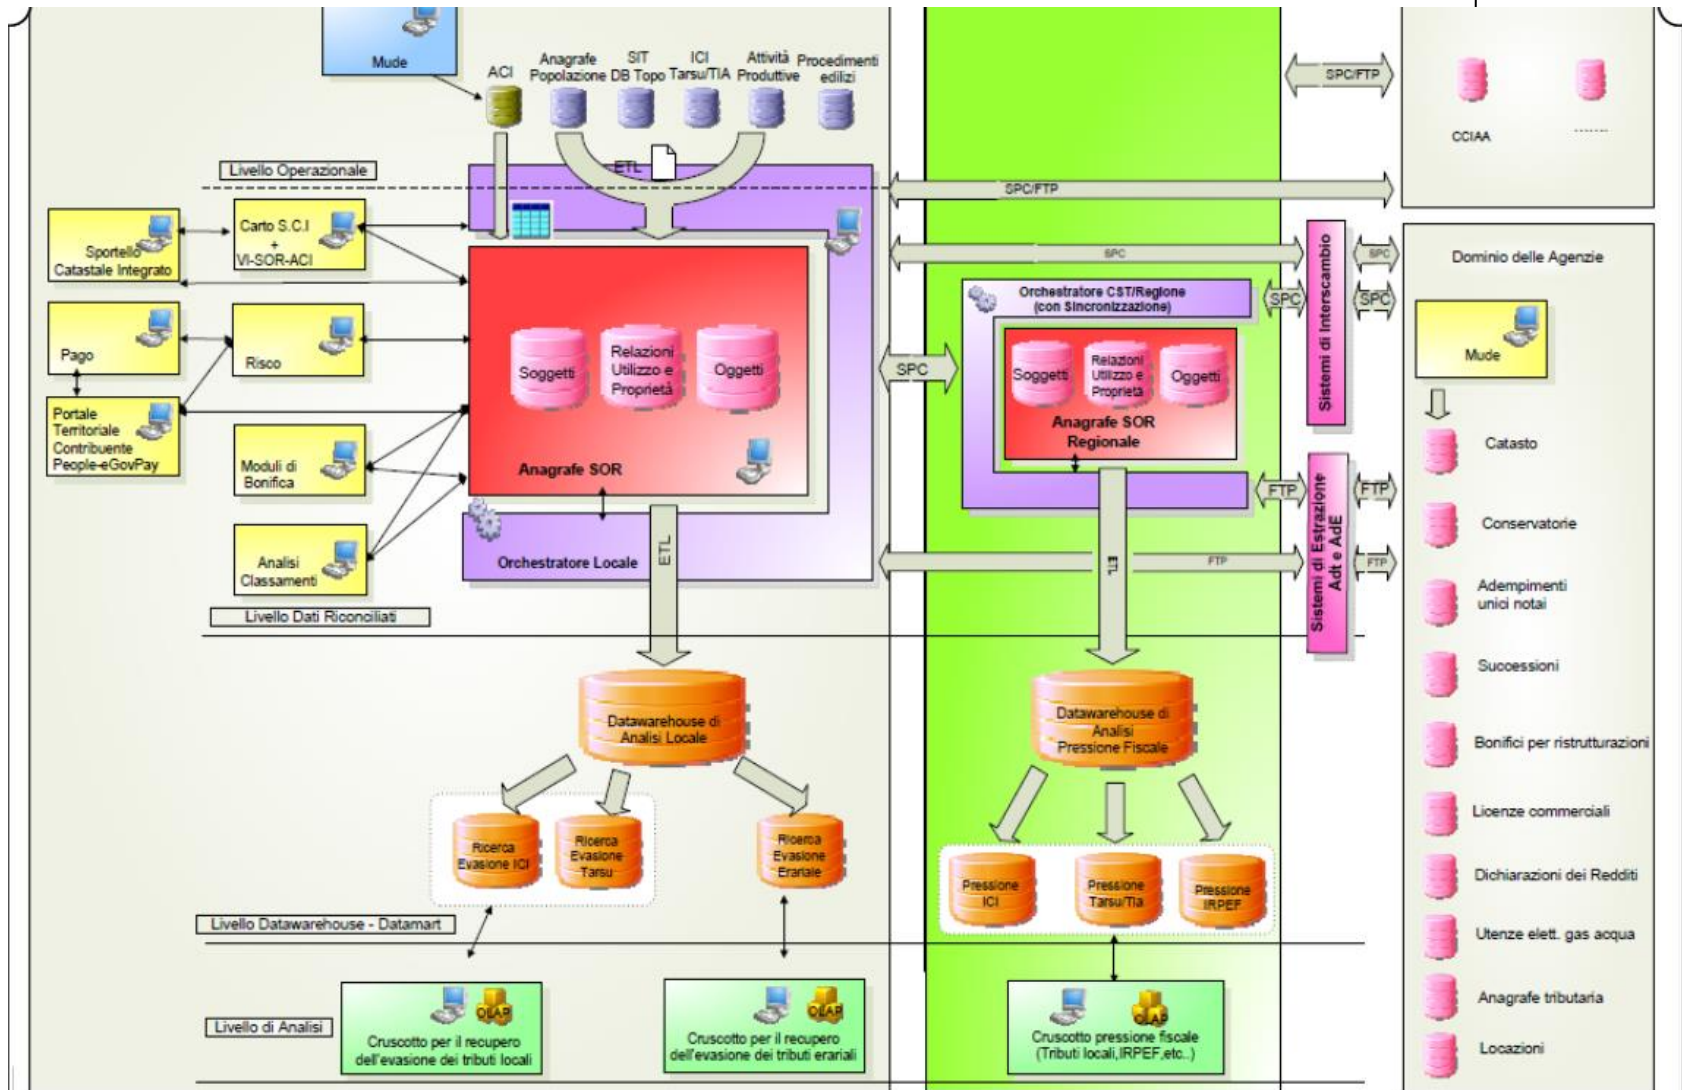 Mude
ACI
Anagrafe
Popolazione
SIT
DB Topo
ICI
Tarsu/TIA
Attività
Produttive
Procedimenti
edilizi
SPC/FTP
CCIAA
Livello Operazionale
ETL
SPC/FTP
Sportello
Catastale Integrato
Carto S.C.I
+
VI-SOR-ACI
SPC
SPC
Sistemi di Interscambio
Dominio delle Agenzie
Orchestratore CST/Regione
(con Sincronizzazione)
SPC
SPC
Pago
Risco
Soggetti
Relazioni
Utilizzo e
Proprietà
Oggetti
SPC
Soggetti
Relazioni
Utilizzo e
Proprietà
Oggetti
Mude
Portale
Territoriale
Contribuente
People-eGovPay
Moduli di
Bonifica
Anagrafe SOR
Anagrafe SOR
Regionale
Catasto
FTP
FTP
Sistemi di Estrazione
Adt e AdE
Conservatorie
Analisi
Classamenti
Orchestratore Locale
ETL
ETL
FTP
FTP
Adempimenti
unici notai
Livello Dati Riconciliati
Successioni
Datawarehouse di
Analisi Locale
Datawarehouse di
Analisi
Pressione Fiscale
Bonifici per ristrutturazioni
Licenze commerciali
Ricerca
Evasione ICI
Ricerca
Evasione
Tarsu
Ricerca
Evasione
Erariale
Pressione
ICI
Pressione
Tarsu/Tia
Pressione
IRPEF
Dichiarazioni dei Redditi
Livello Datawarehouse - Datamart
Utenze elett. gas acqua
Anagrafe tributaria
Livello di Analisi
OLAP
Cruscotto per il recupero
dell'evasione dei tributi locali
OLAP
Cruscotto per il recupero
dell'evasione dei tributi erariali
OLAP
Cruscotto pressione fiscale
(Tributi locali,IRPEF,etc..)
Locazioni